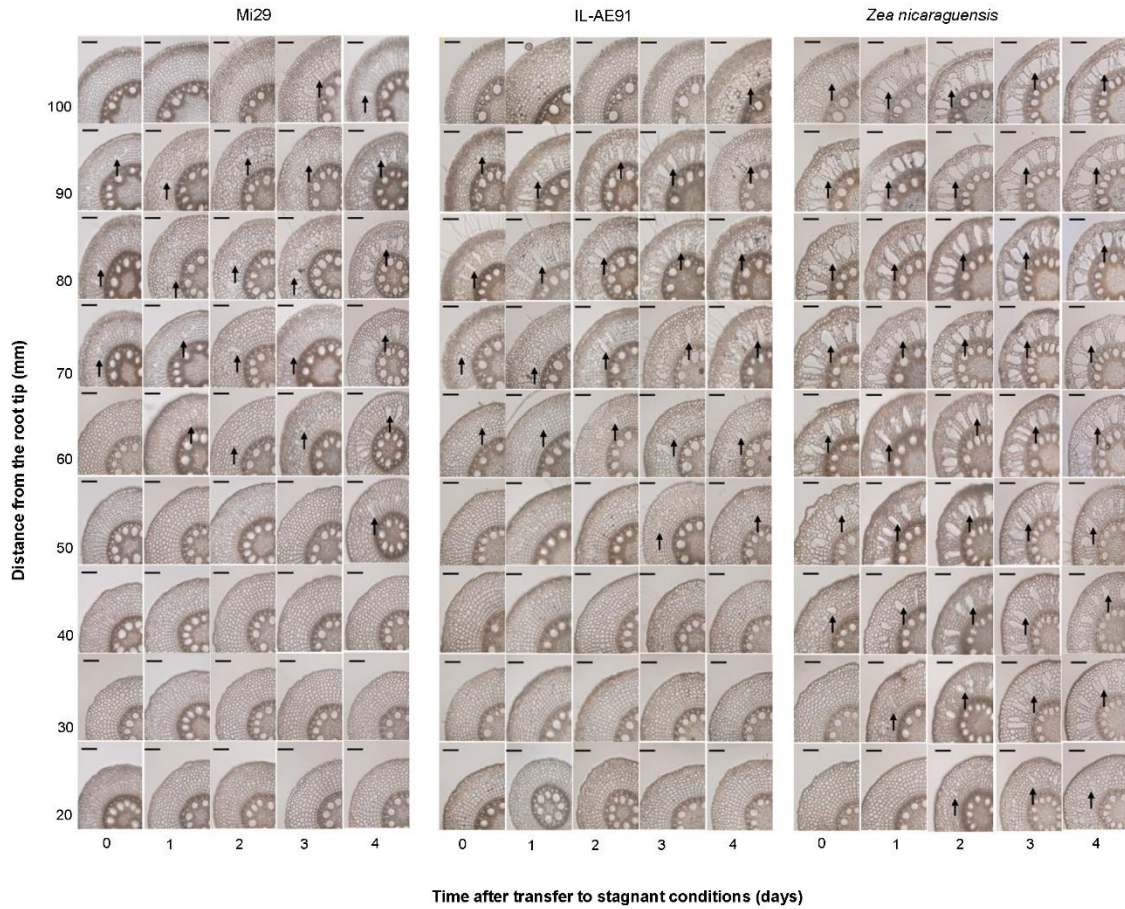 Mi29
IL-AE91
Zea nicaraguensis
Distance from the root tip (mm)
100
90
80
70
60
50
40
30
20
0 1 2 3 4
0 1 2 3 4
0 1 2 3 4
Time after transfer to stagnant conditions (days)